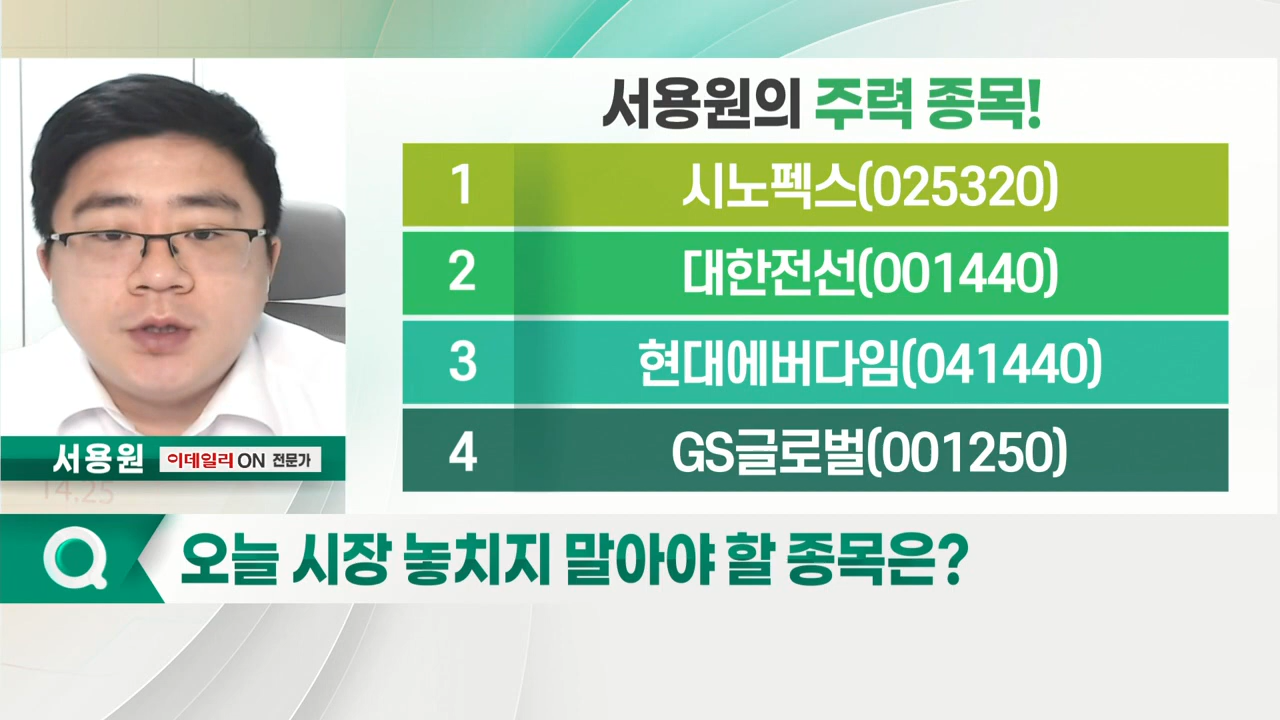 서용원의 주력 종목!
1 시노펙스(025320)
2 대한전선(001440)
3 현대에버다임(041440)
4 GS글로벌(001250)
서용원 이데일리 ON 전문가
14.25
Q 오늘 시장 놓치지 말아야 할 종목은?